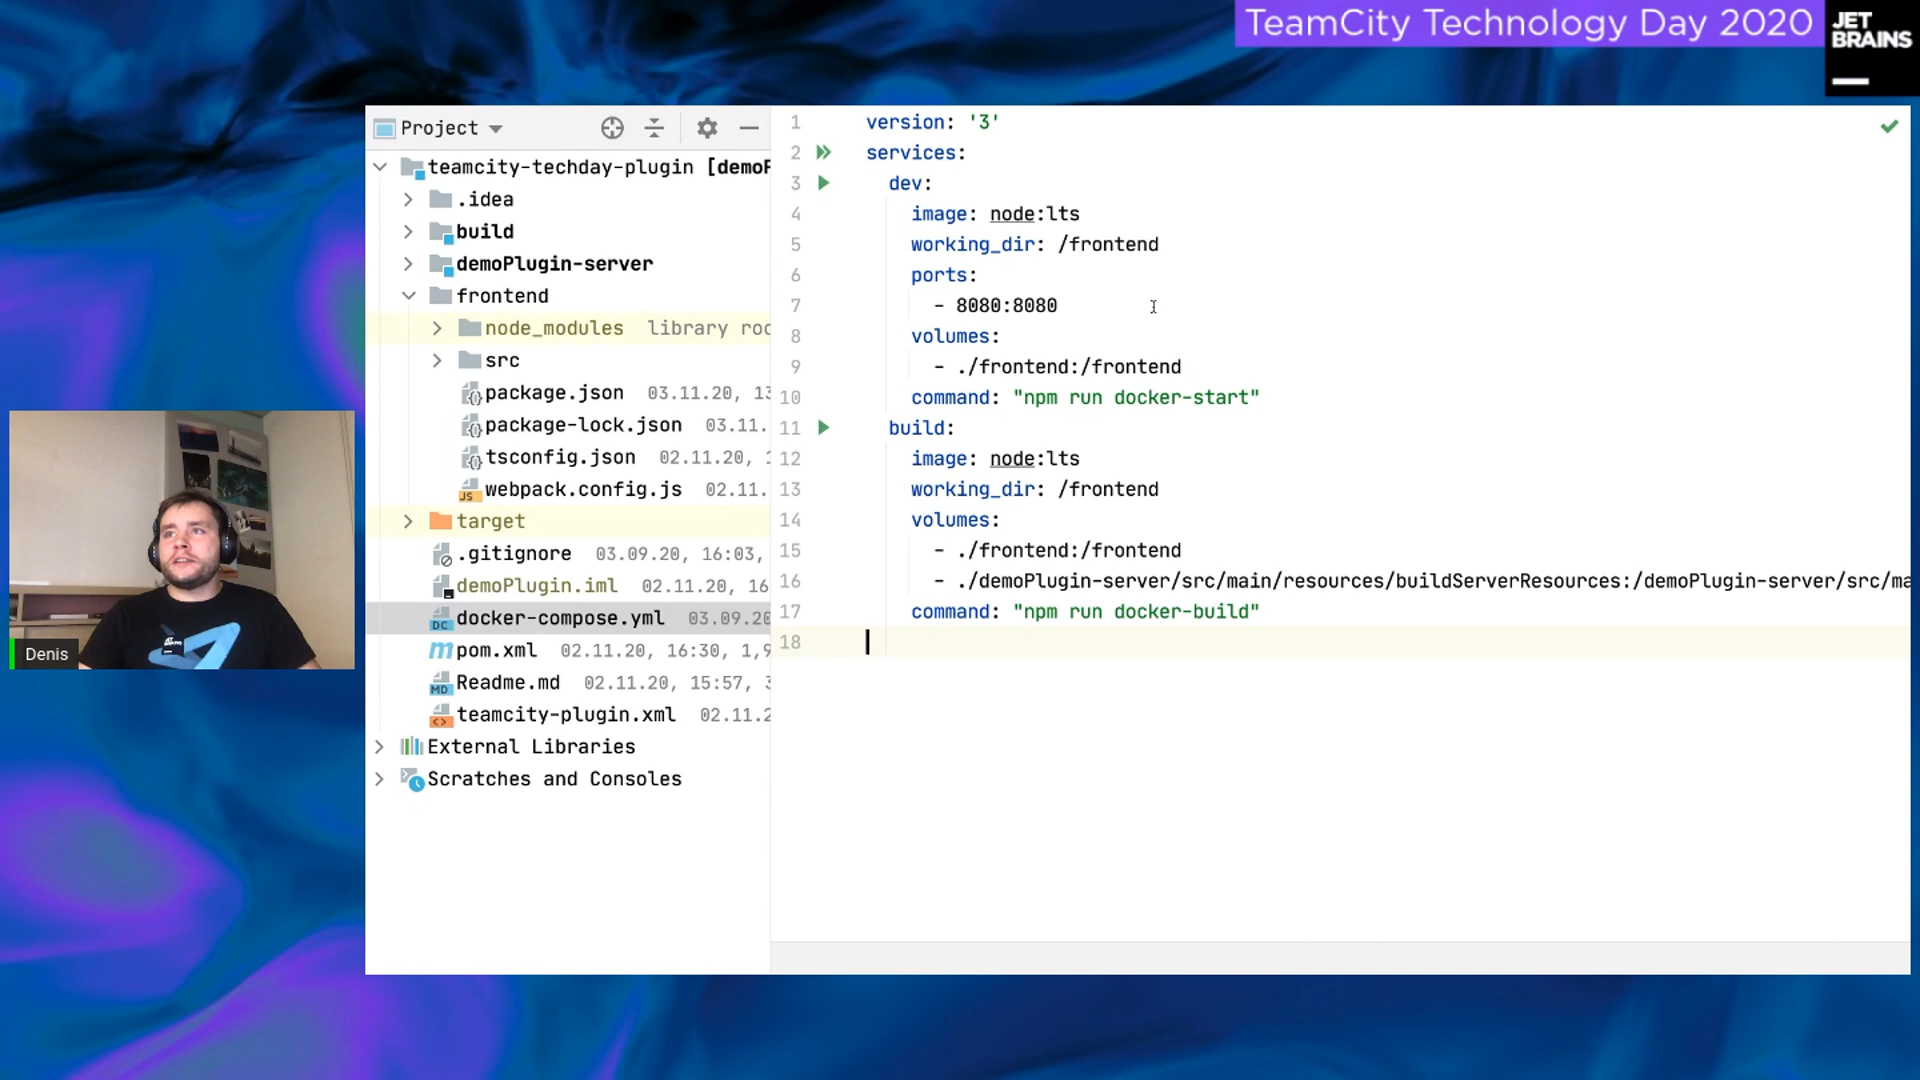 TeamCity Technology Day 2020
JET
BRAINS
Project
teamcity-techday-plugin [demoP
.idea
build
demoPlugin-server
frontend
node_modules library roo
src
package.json 03.11.20, 13
package-lock.json 03.11.
tsconfig.json 02.11.20, 1
webpack.config.js 02.11.
target
.gitignore 03.09.20, 16:03,
demoPlugin.iml 02.11.20, 16
docker-compose.yml 03.09.20
pom.xml 02.11.20, 16:30, 1,9
Readme.md 02.11.20, 15:57, 3
teamcity-plugin.xml 02.11.2
External Libraries
Scratches and Consoles
1 version: '3'
2 services:
3 dev:
4 image: node:lts
5 working_dir: /frontend
6 ports:
7 - 8080:8080
8 volumes:
9 - ./frontend:/frontend
10 command: "npm run docker-start"
11 build:
12 image: node:lts
13 working_dir: /frontend
14 volumes:
15 - ./frontend:/frontend
16 - ./demoPlugin-server/src/main/resources/buildServerResources:/demoPlugin-server/src/ma
17 command: "npm run docker-build"
18
Denis